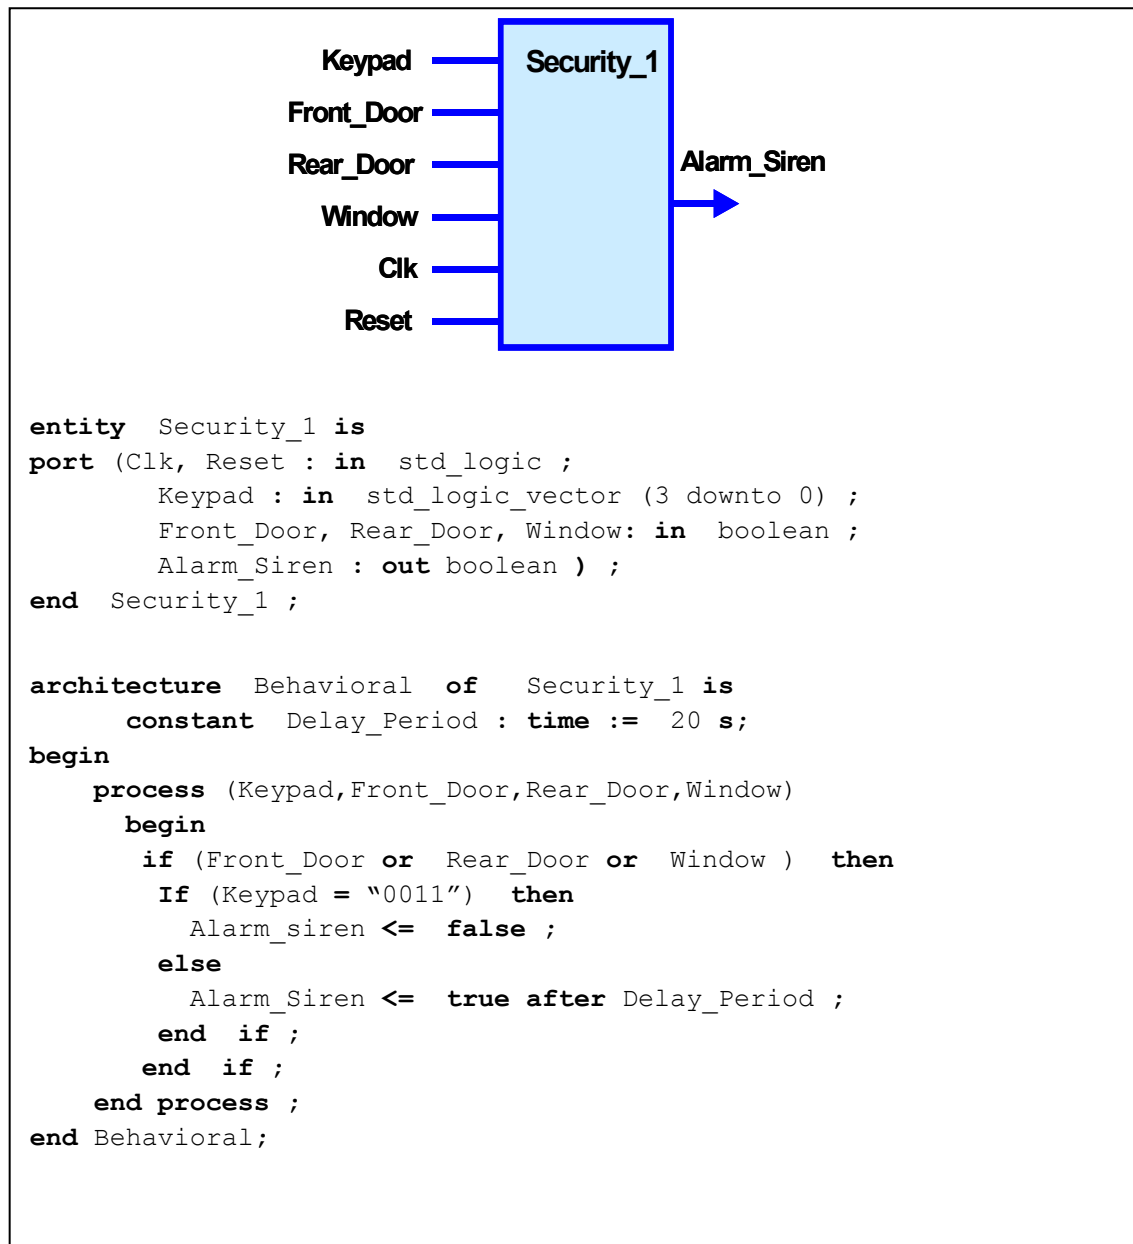 Keypad
Security_1
Front_Door
Rear_Door
Alarm_Siren
Window
Clk
Reset
entity Security_1 is
port (Clk, Reset : in std_logic ;
Keypad : in std_logic_vector (3 downto 0) ;
Front_Door, Rear_Door, Window: in boolean ;
Alarm_Siren : out boolean ) ;
end Security_1 ;
architecture Behavioral of Security_1 is
constant Delay_Period : time := 20 s;
begin
process (Keypad,Front_Door,Rear_Door,Window)
begin
if (Front_Door or Rear_Door or Window ) then
If (Keypad = “0011”) then
Alarm_siren <= false ;
else
Alarm_Siren <= true after Delay_Period ;
end if ;
end if ;
end process ;
end Behavioral;